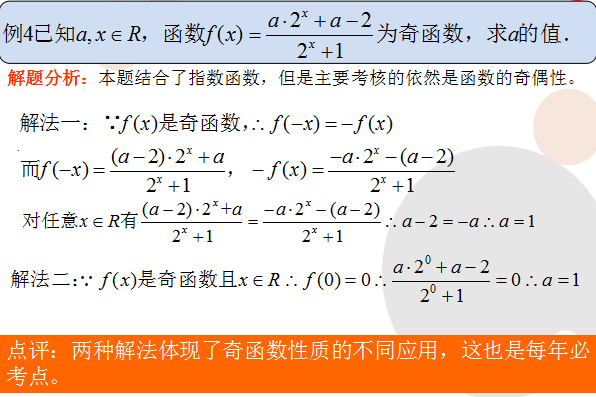 例4已知a,x∈R，函数f(x)=\frac{a·2^x+a-2}{2^x+1}为奇函数，求a的值．
解题分析：本题结合了指数函数，但是主要考核的依然是函数的奇偶性。
解法一：∵f(x)是奇函数,∴f(-x)=-f(x)
而f(-x)=\frac{(a-2)·2^x+a}{2^x+1}，-f(x)=\frac{-a·2^x-(a-2)}{2^x+1}
对任意x∈R有\frac{(a-2)·2^x+a}{2^x+1}=\frac{-a·2^x-(a-2)}{2^x+1}∴a-2=-a∴a=1
解法二：∵f(x)是奇函数且x∈R∴f(0)=0∴\frac{a·2^0+a-2}{2^0+1}=0∴a=1
点评：两种解法体现了奇函数性质的不同应用，这也是每年必
考点。